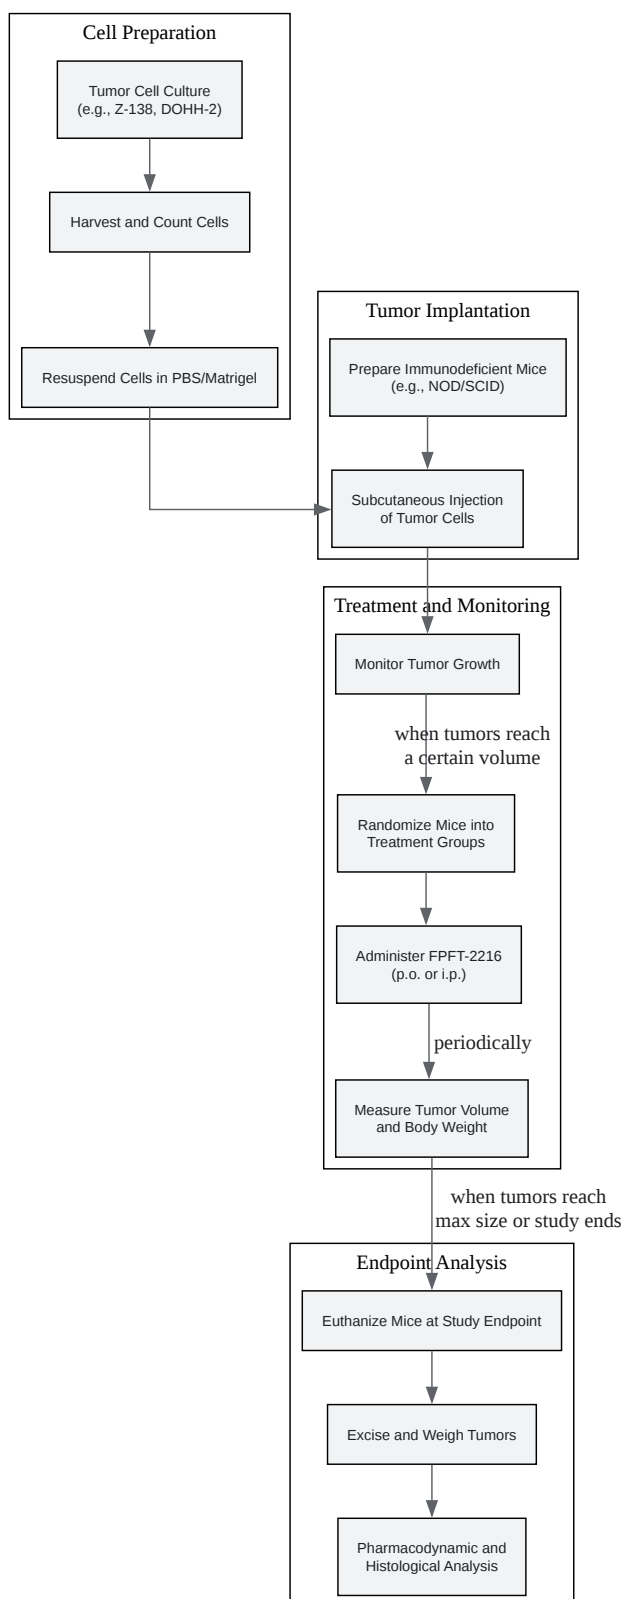 Cell Preparation
Tumor Cell Culture
(e.g., Z-138, DOHH-2)
Harvest and Count Cells
Resuspend Cells in PBS/Matrigel
Tumor Implantation
Prepare Immunodeficient Mice
(e.g., NOD/SCID)
Subcutaneous Injection
of Tumor Cells
Treatment and Monitoring
Monitor Tumor Growth
when tumors reach
a certain volume
Randomize Mice into
Treatment Groups
Administer FPFT-2216
(p.o. or i.p.)
periodically
Measure Tumor Volume
and Body Weight
when tumors reach
max size or study ends
Endpoint Analysis
Euthanize Mice at Study Endpoint
Excise and Weigh Tumors
Pharmacodynamic and
Histological Analysis